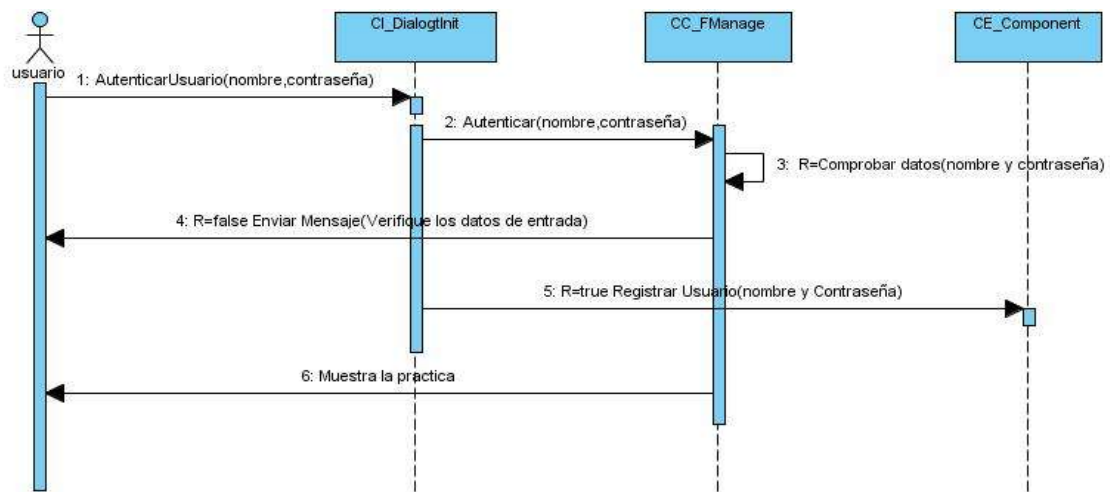 CI_DialogtInit
CC_FManage
CE_Component
usuario
1: AutenticarUsuario(nombre,contraseña)
2: Autenticar(nombre,contraseña)
3: R=Comprobar datos(nombre y contraseña)
4: R=false Enviar Mensaje(Verifique los datos de entrada)
5: R=true Registrar Usuario(nombre y Contraseña)
6: Muestra la practica